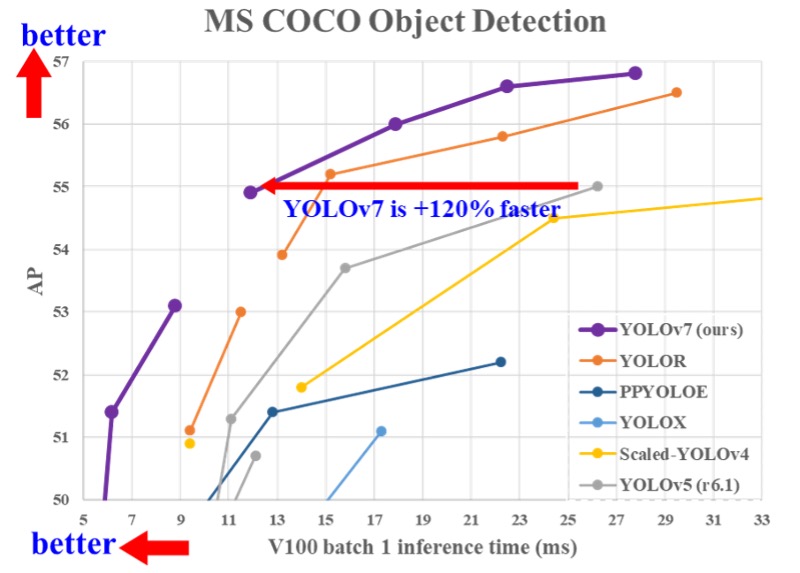 MS COCO Object Detection
better
57
56
55
54
53
52
51
50
AP
YOLOv7 is +120% faster
YOLOv7 (ours)
YOLOR
PPYOLOE
YOLOX
Scaled-YOLOv4
YOLOv5 (r6.1)
5 7 9 11 13 15 17 19 21 23 25 27 29 31 33
better
V100 batch 1 inference time (ms)